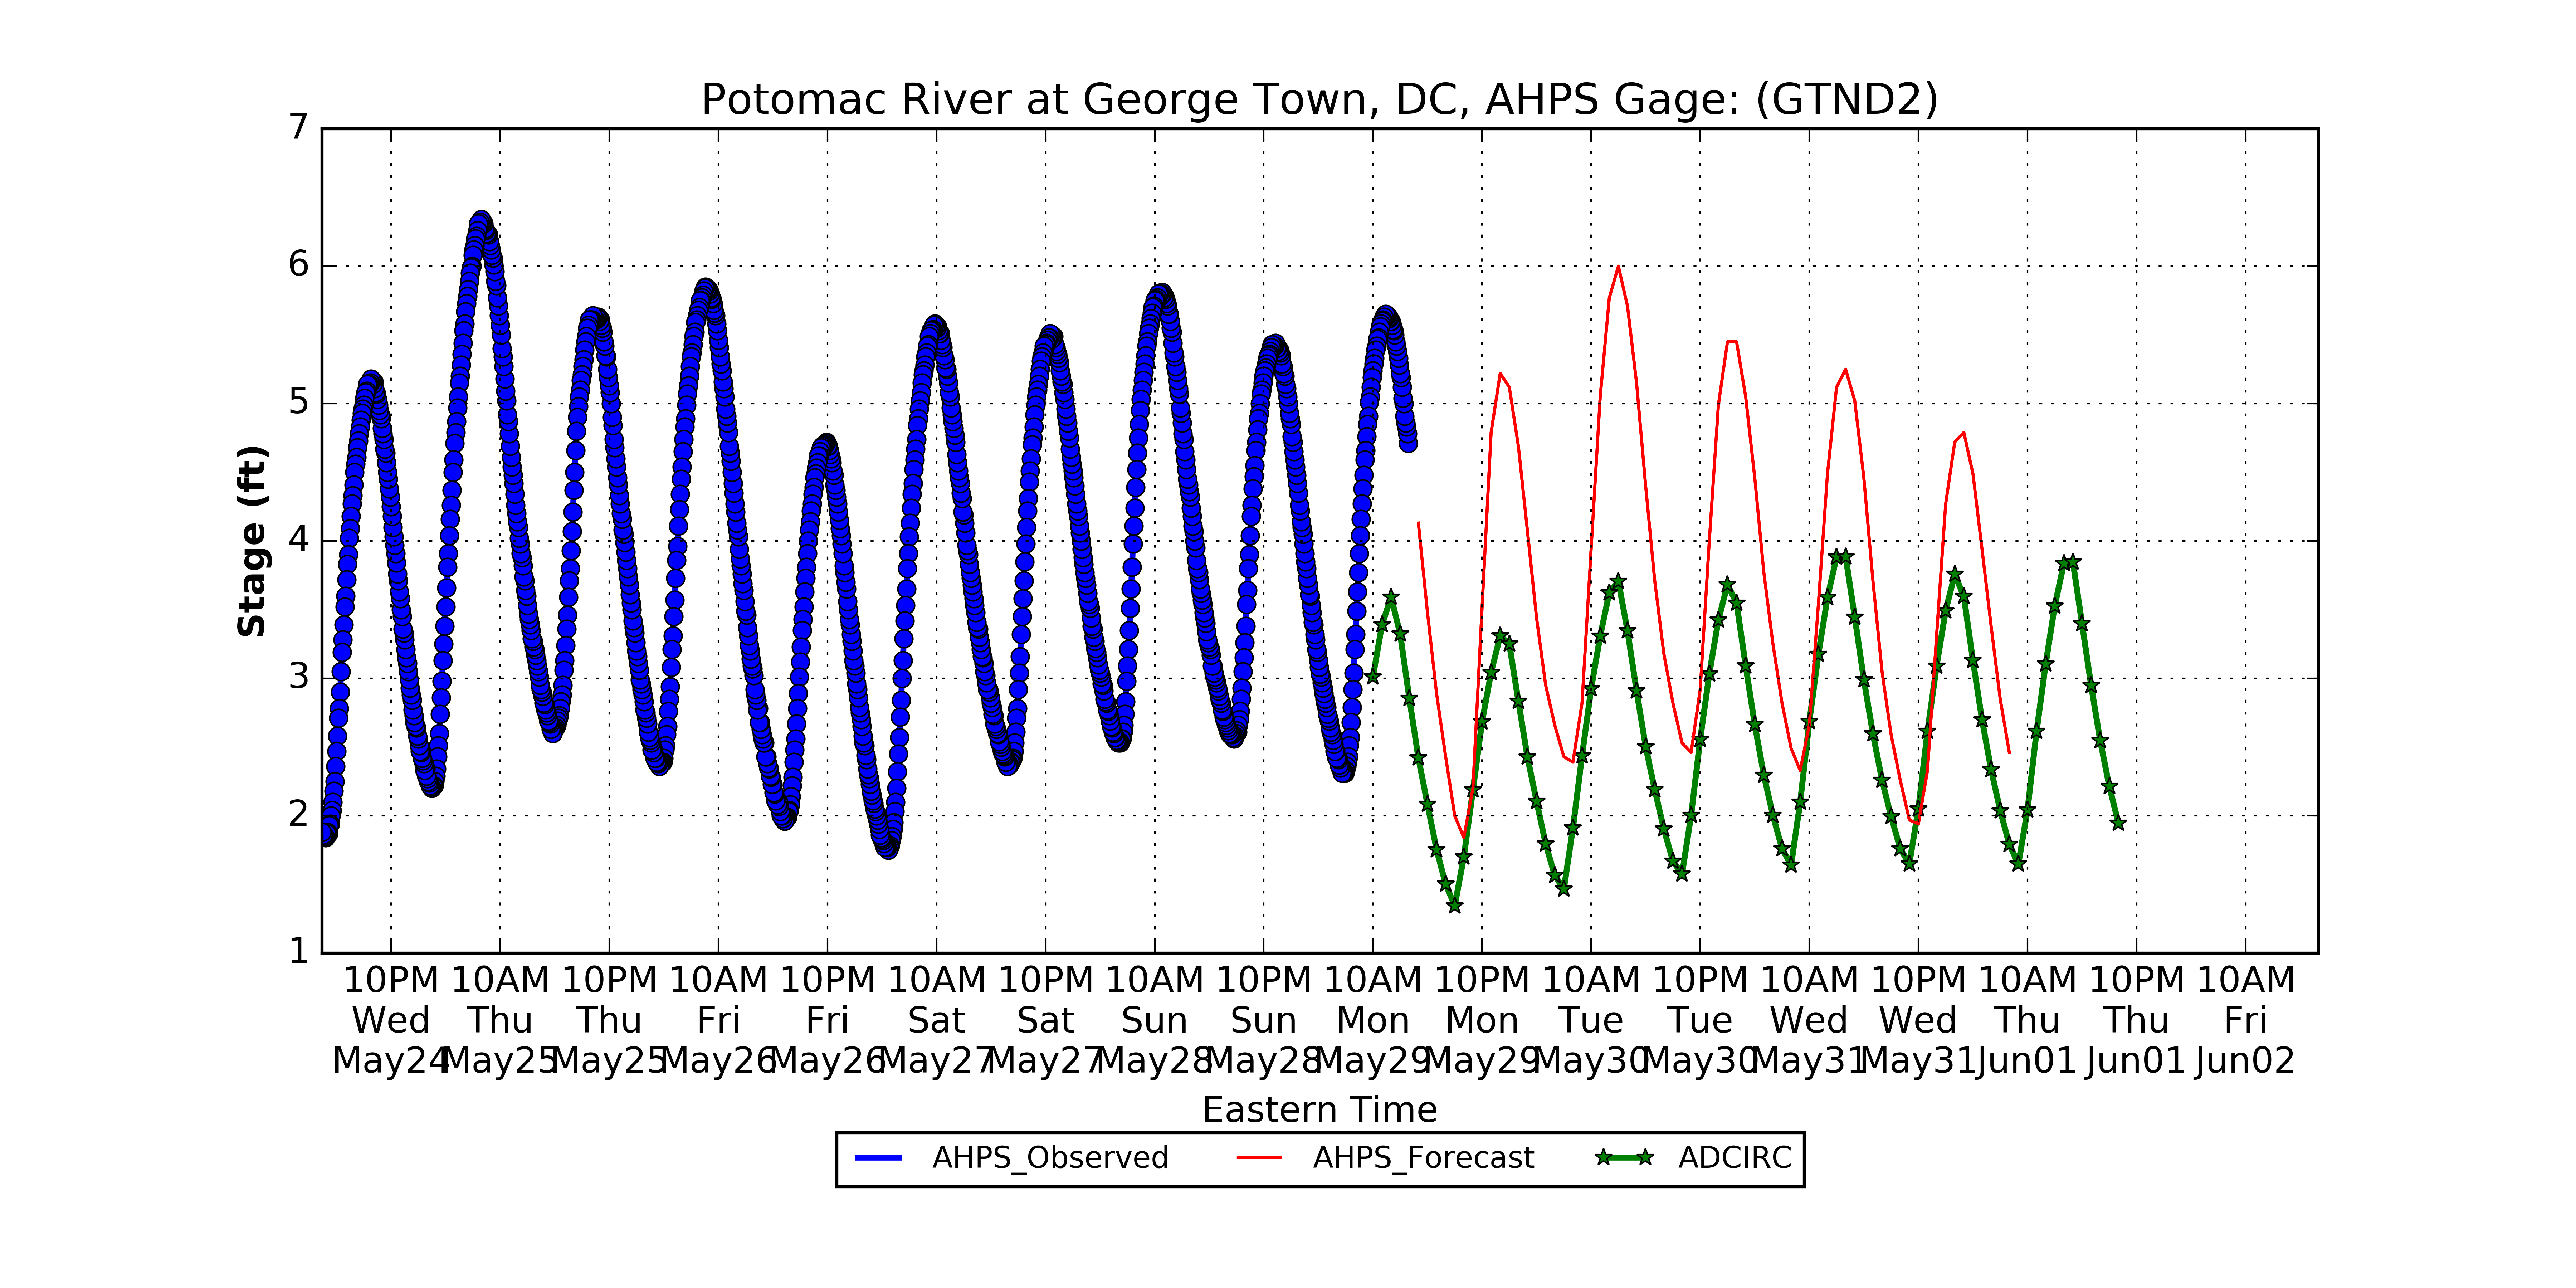 Potomac River at George Town, DC, AHPS Gage: (GTND2)
7
6
5
4
3
2
1
Stage (ft)
10PM 10AM 10PM 10AM 10PM 10AM 10PM 10AM 10PM 10AM 10PM 10AM 10PM 10AM 10PM 10AM 10PM 10AM
Wed Thu Thu Fri Fri Sat Sat Sun Sun Mon Mon Tue Tue Wed Wed Thu Thu Fri
May24 May25 May25 May26 May26 May27 May27 May28 May28 May29 May29 May30 May30 May31 May31 Jun01 Jun01 Jun02
Eastern Time
AHPS_Observed AHPS_Forecast ADCIRC